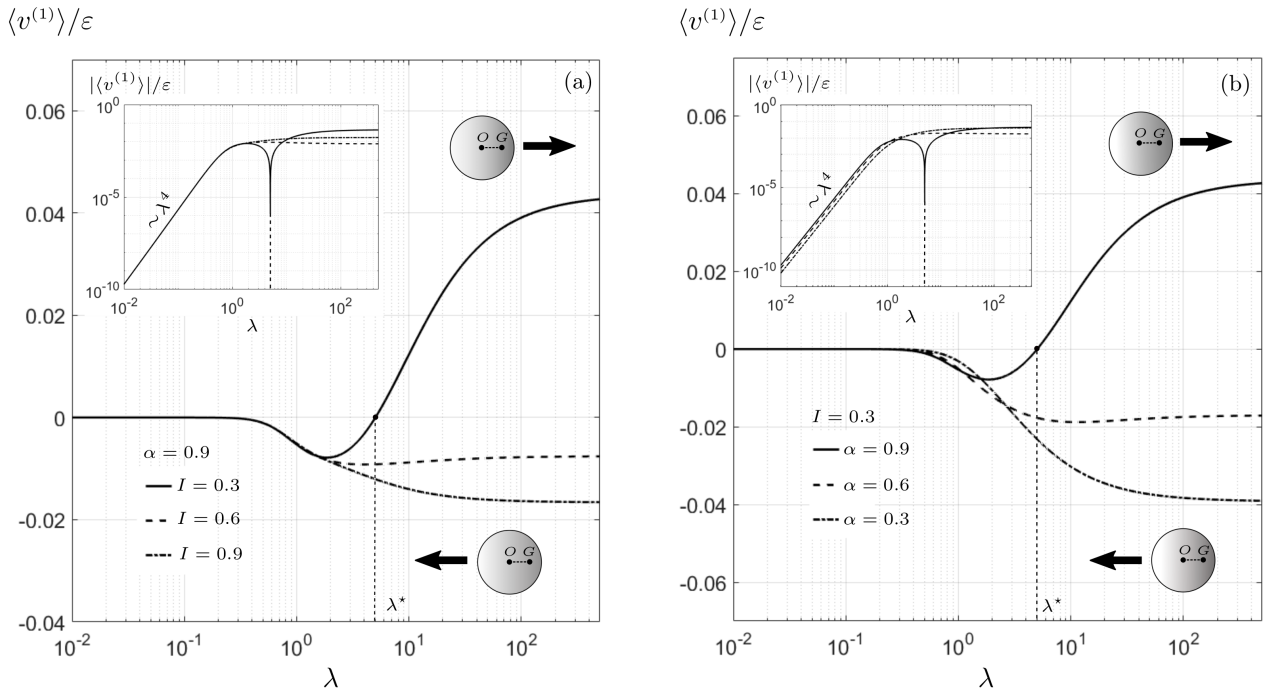 ⟨v⁽¹⁾⟩/ε
(a)
|⟨v⁽¹⁾⟩|/ε
10⁰
10⁻⁵
10⁻¹⁰
∼λ⁴
10⁻² 10⁰ 10²
λ
O G
0.06
0.04
0.02
0
-0.02
-0.04
α = 0.9
I = 0.3
I = 0.6
I = 0.9
O G
λ⋆
10⁻² 10⁻¹ 10⁰ 10¹ 10²
λ
⟨v⁽¹⁾⟩/ε
(b)
|⟨v⁽¹⁾⟩|/ε
10⁰
10⁻⁵
10⁻¹⁰
∼λ⁴
10⁻² 10⁰ 10²
λ
O G
0.06
0.04
0.02
0
-0.02
-0.04
-0.06
I = 0.3
α = 0.9
α = 0.6
α = 0.3
O G
λ⋆
10⁻² 10⁻¹ 10⁰ 10¹ 10²
λ